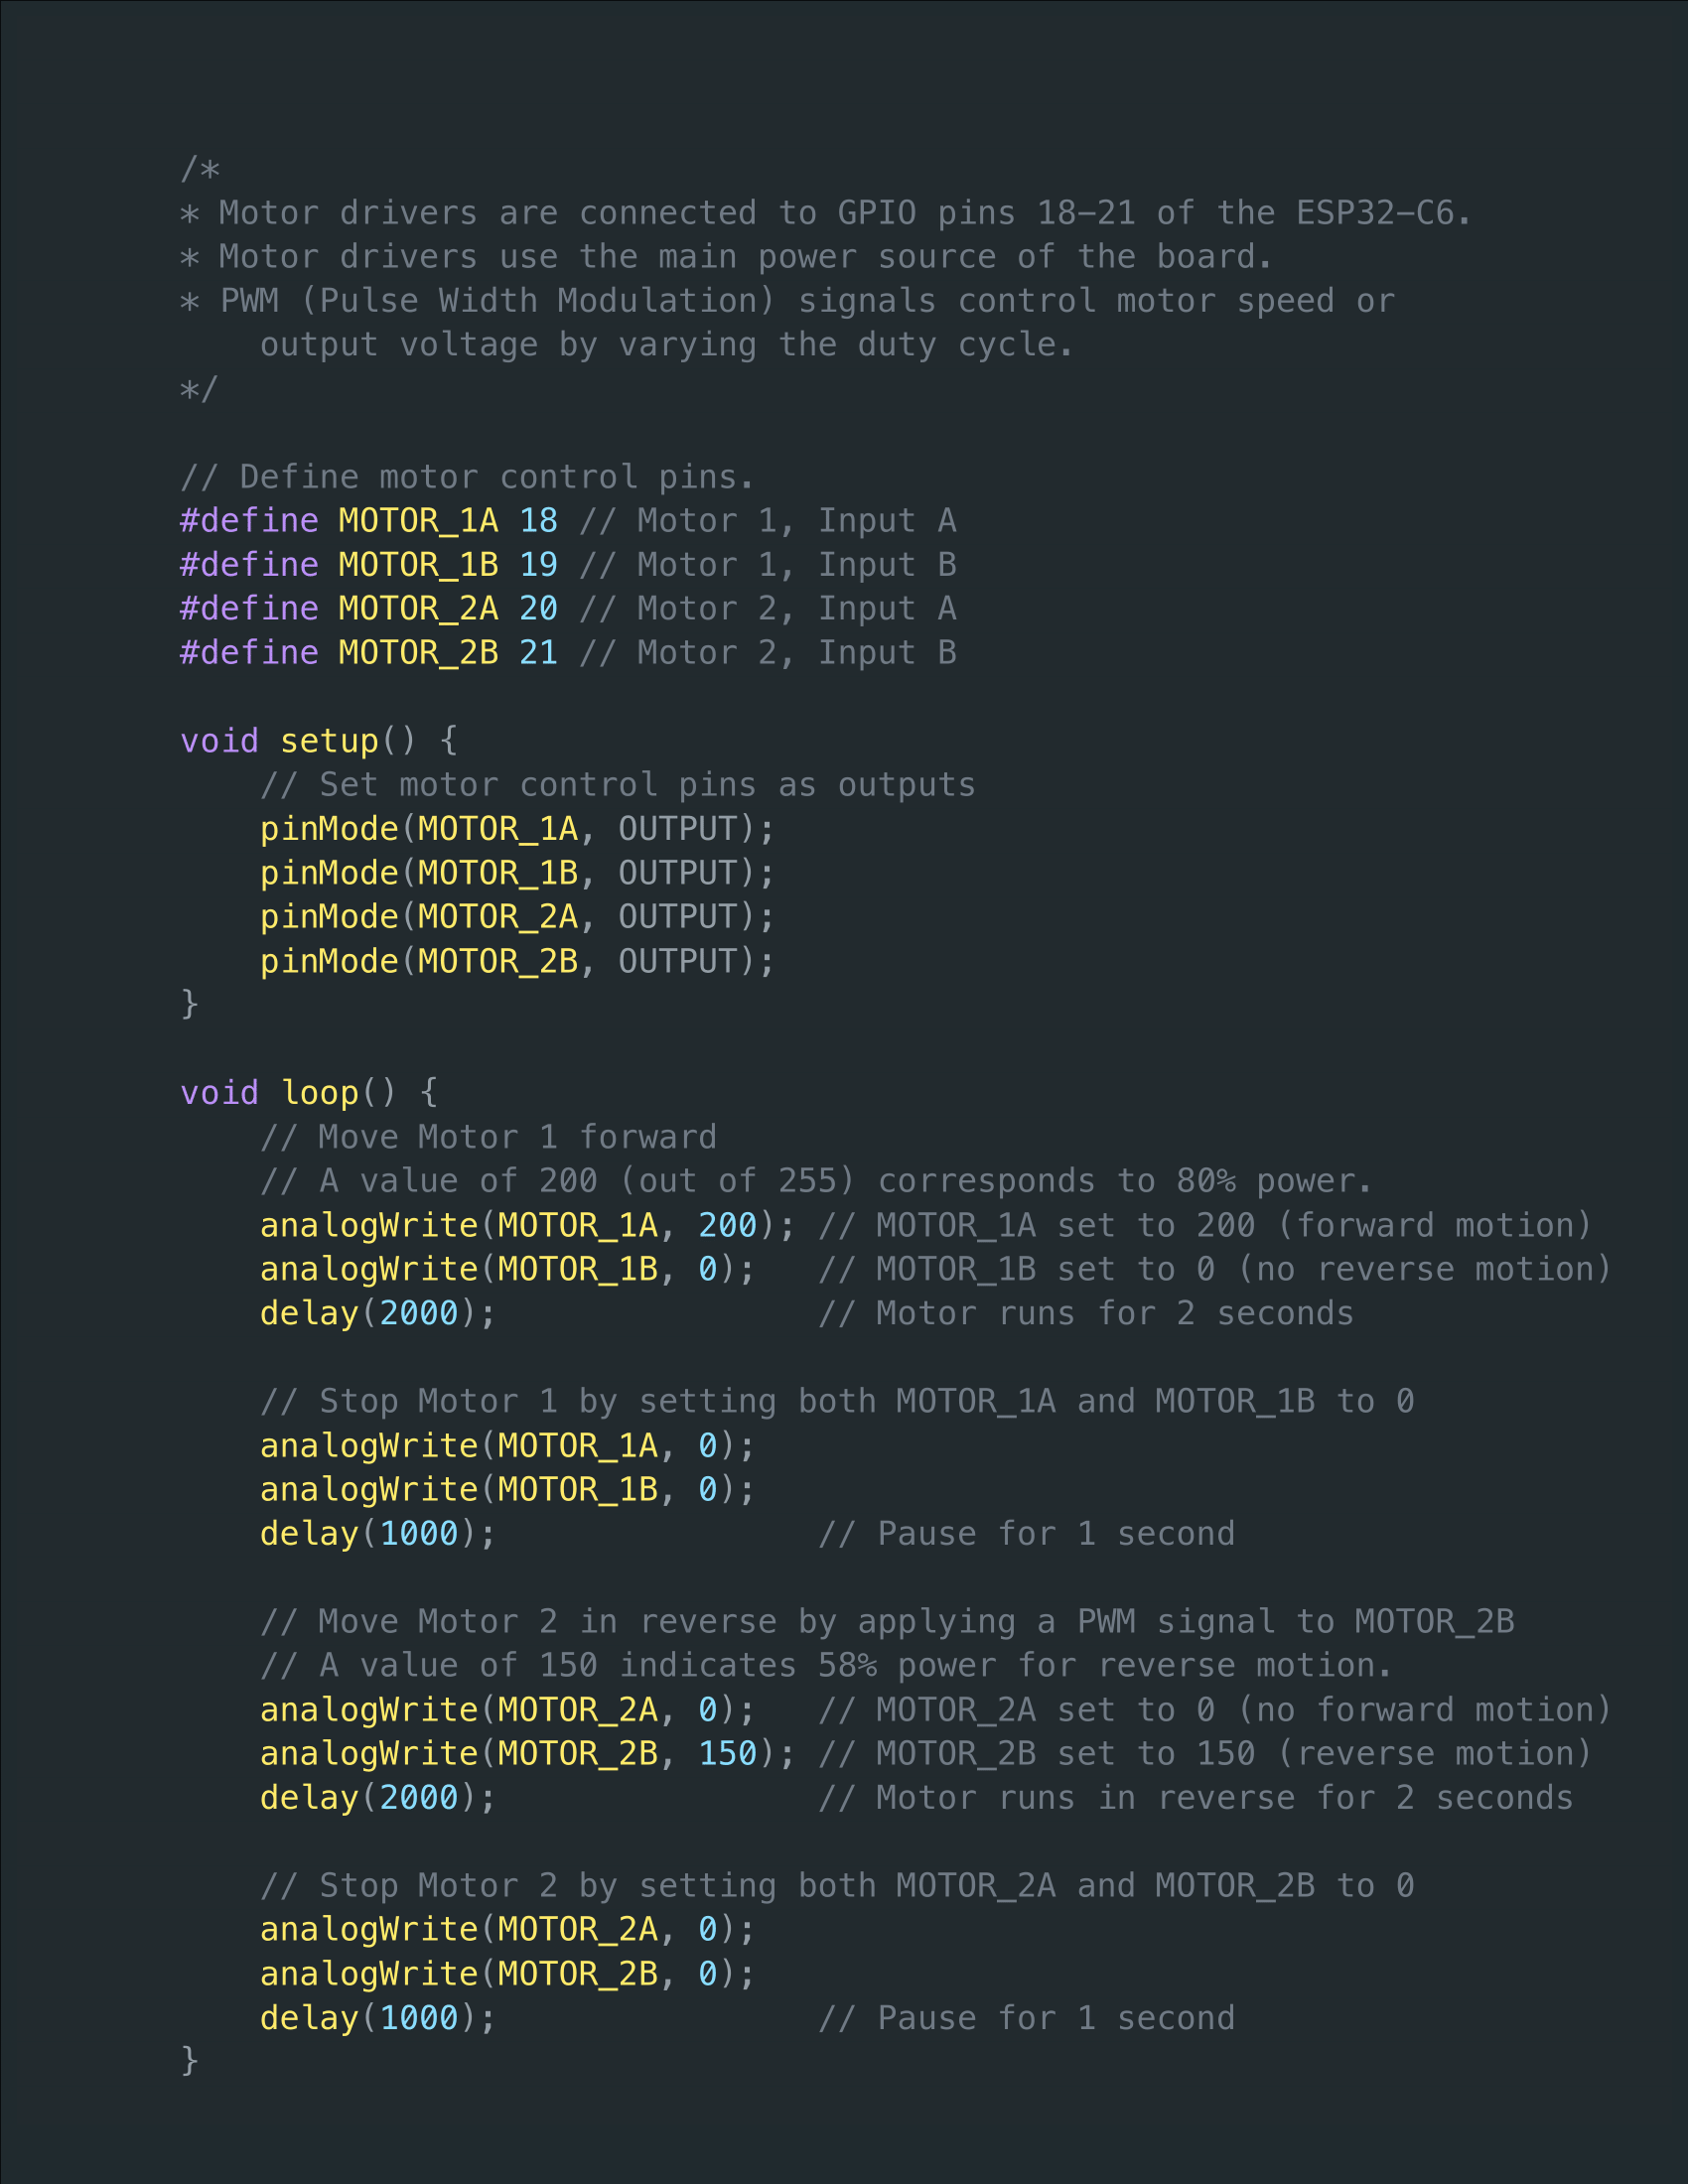 /*
* Motor drivers are connected to GPIO pins 18-21 of the ESP32-C6.
* Motor drivers use the main power source of the board.
* PWM (Pulse Width Modulation) signals control motor speed or
    output voltage by varying the duty cycle.
*/

// Define motor control pins.
#define MOTOR_1A 18 // Motor 1, Input A
#define MOTOR_1B 19 // Motor 1, Input B
#define MOTOR_2A 20 // Motor 2, Input A
#define MOTOR_2B 21 // Motor 2, Input B

void setup() {
    // Set motor control pins as outputs
    pinMode(MOTOR_1A, OUTPUT);
    pinMode(MOTOR_1B, OUTPUT);
    pinMode(MOTOR_2A, OUTPUT);
    pinMode(MOTOR_2B, OUTPUT);
}

void loop() {
    // Move Motor 1 forward
    // A value of 200 (out of 255) corresponds to 80% power.
    analogWrite(MOTOR_1A, 200); // MOTOR_1A set to 200 (forward motion)
    analogWrite(MOTOR_1B, 0);   // MOTOR_1B set to 0 (no reverse motion)
    delay(2000);                // Motor runs for 2 seconds

    // Stop Motor 1 by setting both MOTOR_1A and MOTOR_1B to 0
    analogWrite(MOTOR_1A, 0);
    analogWrite(MOTOR_1B, 0);
    delay(1000);                // Pause for 1 second

    // Move Motor 2 in reverse by applying a PWM signal to MOTOR_2B
    // A value of 150 indicates 58% power for reverse motion.
    analogWrite(MOTOR_2A, 0);   // MOTOR_2A set to 0 (no forward motion)
    analogWrite(MOTOR_2B, 150); // MOTOR_2B set to 150 (reverse motion)
    delay(2000);                // Motor runs in reverse for 2 seconds

    // Stop Motor 2 by setting both MOTOR_2A and MOTOR_2B to 0
    analogWrite(MOTOR_2A, 0);
    analogWrite(MOTOR_2B, 0);
    delay(1000);                // Pause for 1 second
}